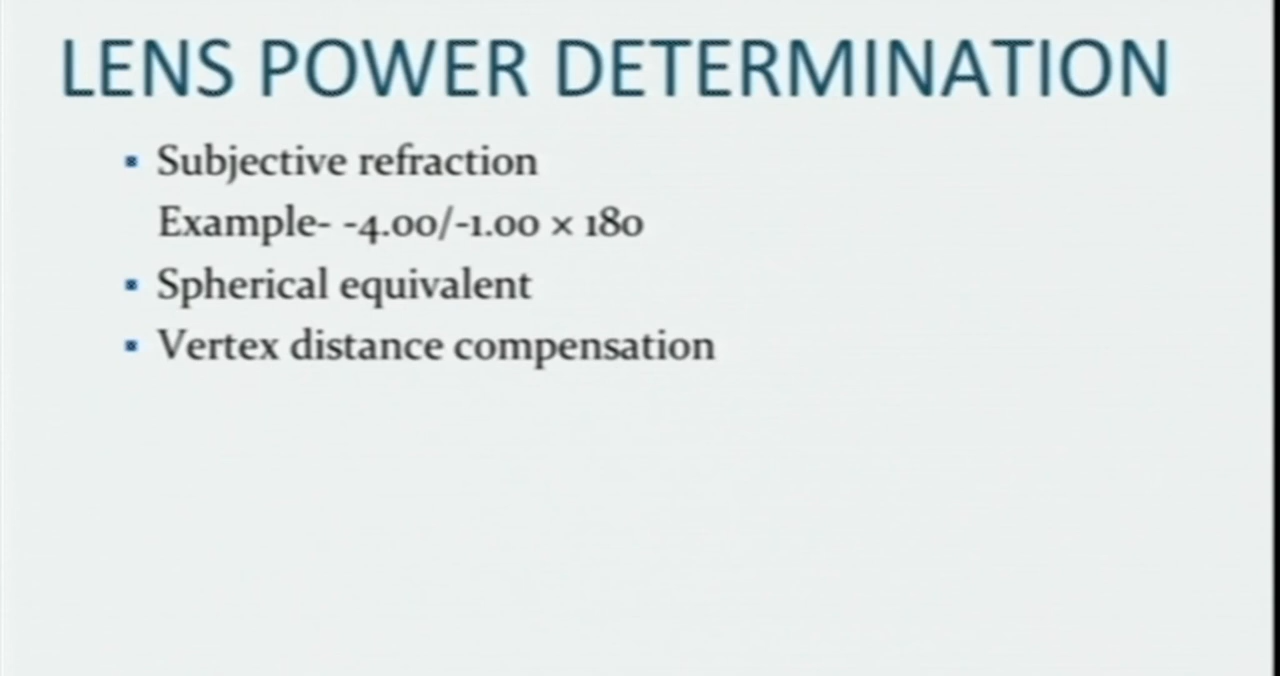 LENS POWER DETERMINATION
▪ Subjective refraction
Example- -4.00/-1.00 × 180
▪ Spherical equivalent
▪ Vertex distance compensation